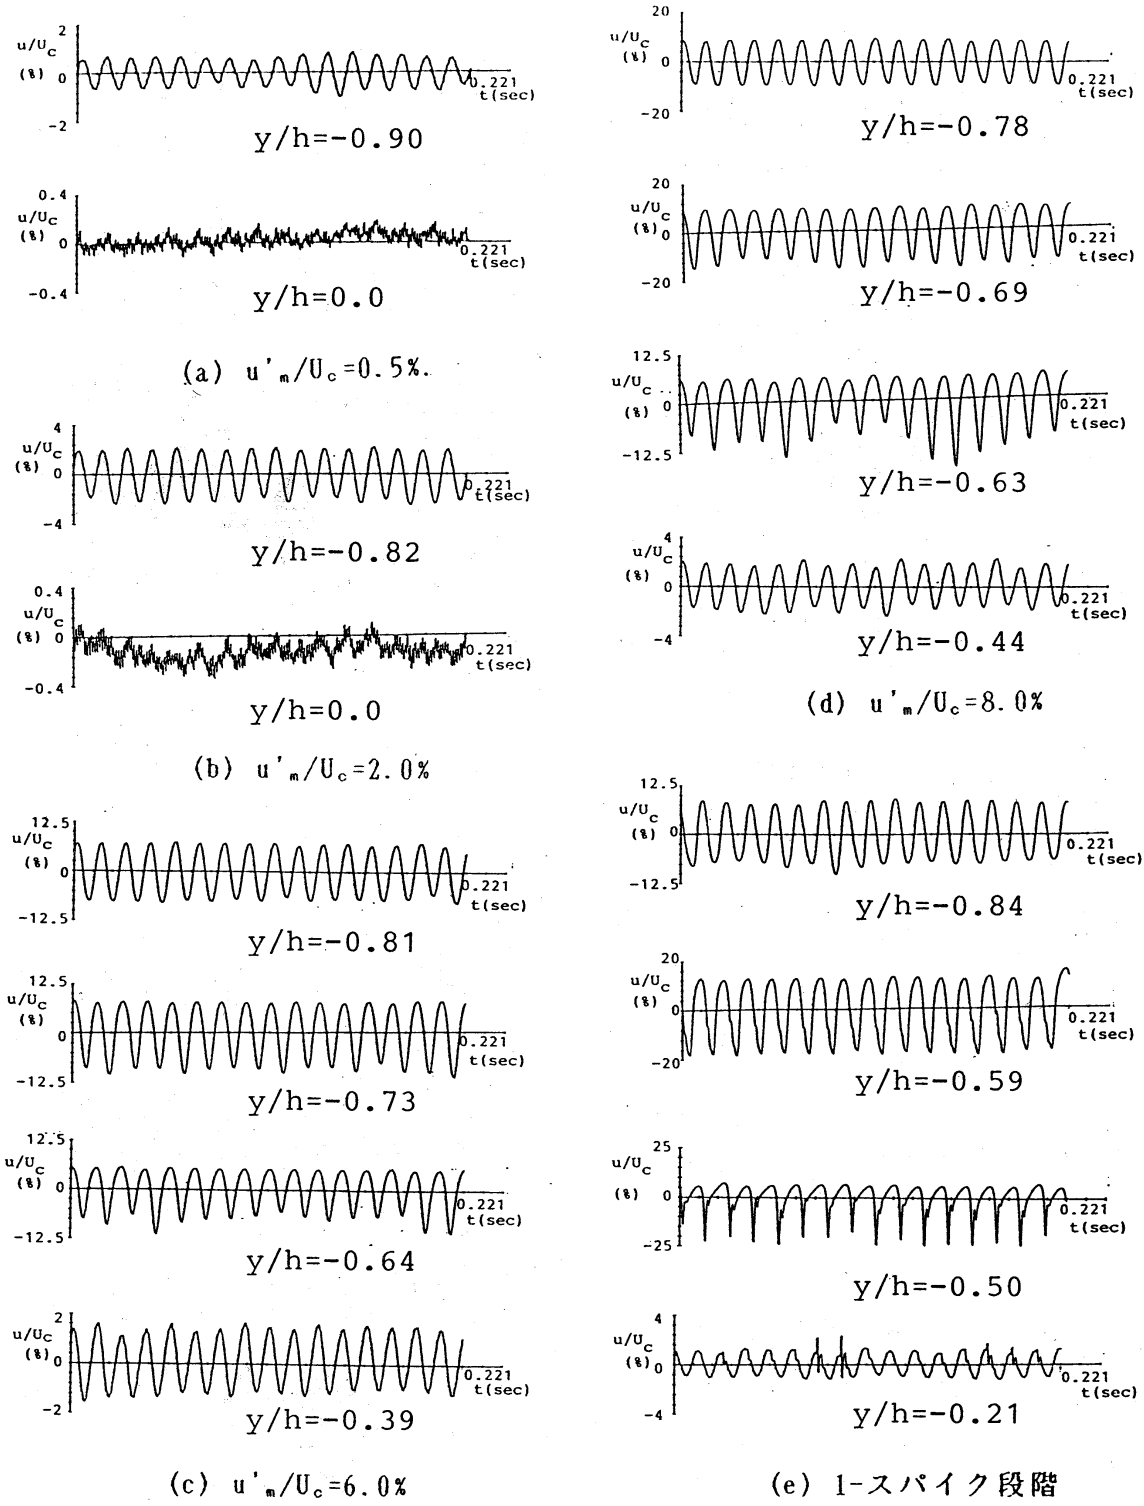 2
u/Uc
(%) 0
0.221
t(sec)
-2
y/h=-0.90
0.4
u/Uc
(%)
0
0.221
t(sec)
-0.4
y/h=0.0
(a) u'm/Uc=0.5%.
4
u/Uc
(%) 0
0.221
t(sec)
-4
y/h=-0.82
0.4
u/Uc
(%) 0
0.221
t(sec)
-0.4
y/h=0.0
(b) u'm/Uc=2.0%
12.5
u/Uc
(%)
0
0.221
t(sec)
-12.5
y/h=-0.81
12.5
u/Uc
(%)
0
0.221
t(sec)
-12.5
y/h=-0.73
12.5
u/Uc
(%) 0
0.221
t(sec)
-12.5
y/h=-0.64
2
u/Uc
(%)
0
0.221
t(sec)
-2
y/h=-0.39
(c) u'm/Uc=6.0%
20
u/Uc
(%) 0
0.221
t(sec)
-20
y/h=-0.78
20
u/Uc
(%) 0
0.221
t(sec)
-20
y/h=-0.69
12.5
u/Uc
(%) 0
0.221
t(sec)
-12.5
y/h=-0.63
4
u/Uc
(%) 0
0.221
t(sec)
-4
y/h=-0.44
(d) u'm/Uc=8.0%
12.5
u/Uc
(%) 0
0.221
t(sec)
-12.5
y/h=-0.84
20
u/Uc
(%) 0
0.221
t(sec)
-20
y/h=-0.59
25
u/Uc
(%) 0
0.221
t(sec)
-25
y/h=-0.50
4
u/Uc
(%) 0
0.221
t(sec)
-4
y/h=-0.21
(e) 1-スパイク段階